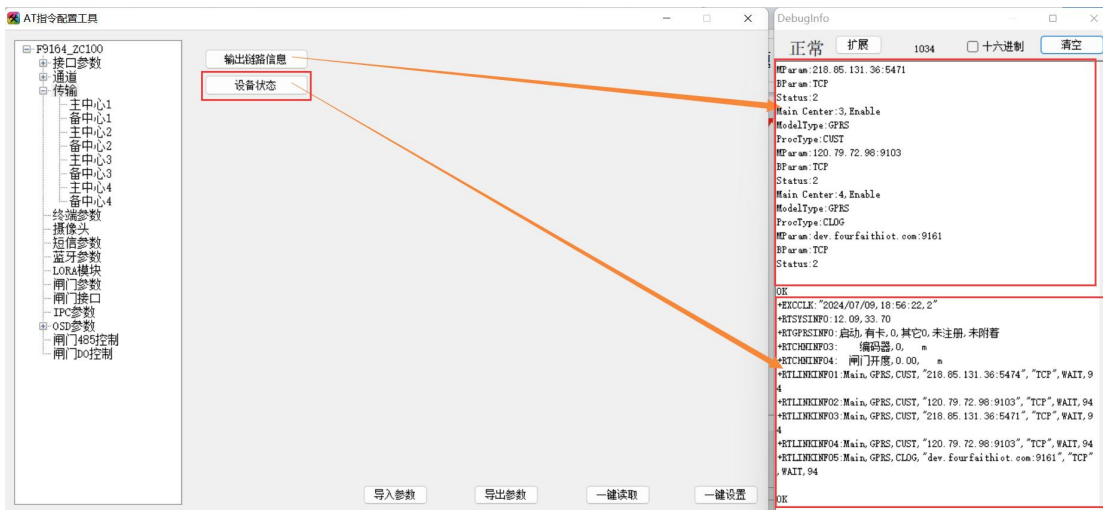 AT指令配置工具
F9164_ZC100
接口参数
通道
传输
主中心1
备中心1
主中心2
备中心2
主中心3
备中心3
主中心4
备中心4
终端参数
摄像头
短信参数
蓝牙参数
LORA模块
闸门参数
闸门接口
IPC参数
OSD参数
闸门485控制
闸门DO控制
输出链路信息
设备状态
导入参数 导出参数 一键读取 一键设置
DebugInfo
正常 扩展 1034 十六进制 清空
MParam:218.85.131.36:5471
BParam:TCP
Status:2
Main Center:3,Enable
ModelType:GPRS
ProcType:CUST
MParam:120.79.72.98:9103
BParam:TCP
Status:2
Main Center:4,Enable
ModelType:GPRS
ProcType:CLOG
MParam:dev.fourfaithiot.com:9161
BParam:TCP
Status:2
OK
+EXCCLK:"2024/07/09,18:56:22,2"
+RTSYSINFO:12.09,33.70
+RTGPRSINFO:启动,有卡,0,其它0,未注册,未附着
+RTCHNINFO3: 编码器,0, m
+RTCHNINFO4: 闸门开度,0.00, m
+RTLINKINFO1:Main,GPRS,CUST,"218.85.131.36:5474","TCP",WAIT,9
4
+RTLINKINFO2:Main,GPRS,CUST,"120.79.72.98:9103","TCP",WAIT,94
+RTLINKINFO3:Main,GPRS,CUST,"218.85.131.36:5471","TCP",WAIT,9
4
+RTLINKINFO4:Main,GPRS,CUST,"120.79.72.98:9103","TCP",WAIT,94
+RTLINKINFO5:Main,GPRS,CLOG,"dev.fourfaithiot.com:9161","TCP"
,WAIT,94
OK